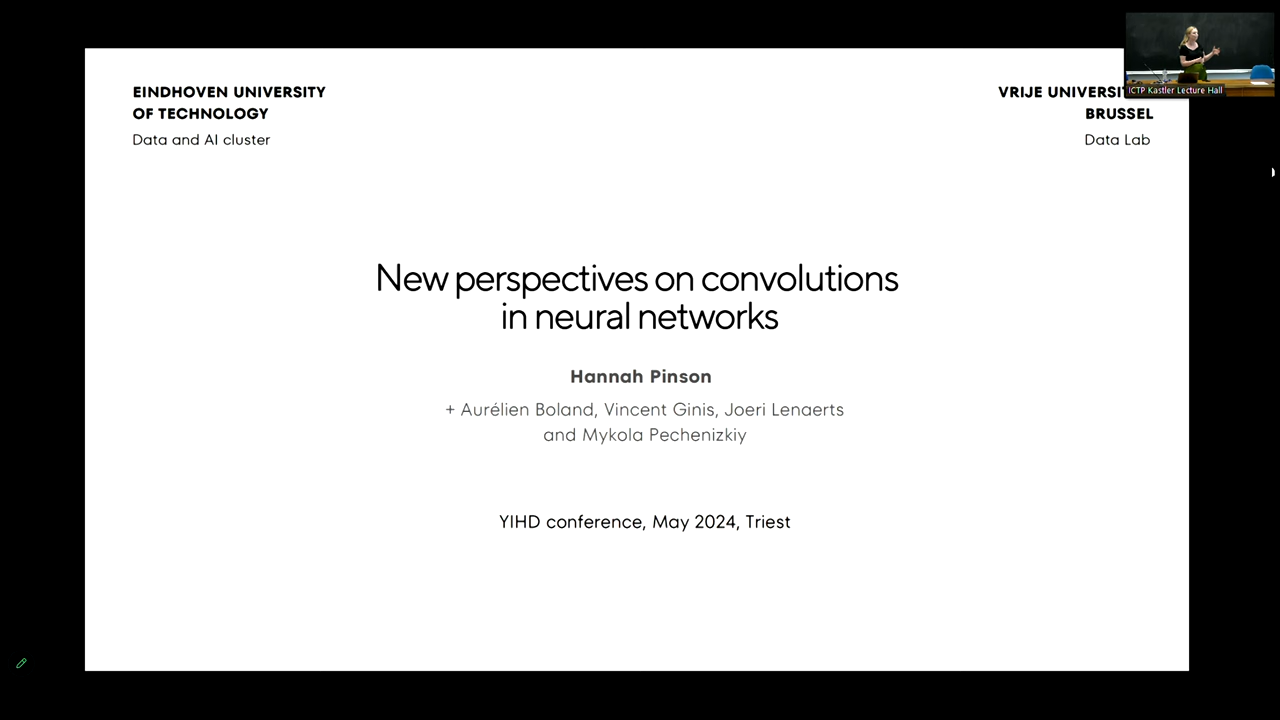 EINDHOVEN UNIVERSITY
OF TECHNOLOGY
Data and AI cluster
VRIJE
BRUSSEL
Data Lab
ICTP Kastler Lecture Hall
New perspectives on convolutions
in neural networks
Hannah Pinson
+ Aurélien Boland, Vincent Ginis, Joeri Lenaerts
and Mykola Pechenizkiy
YIHD conference, May 2024, Triest